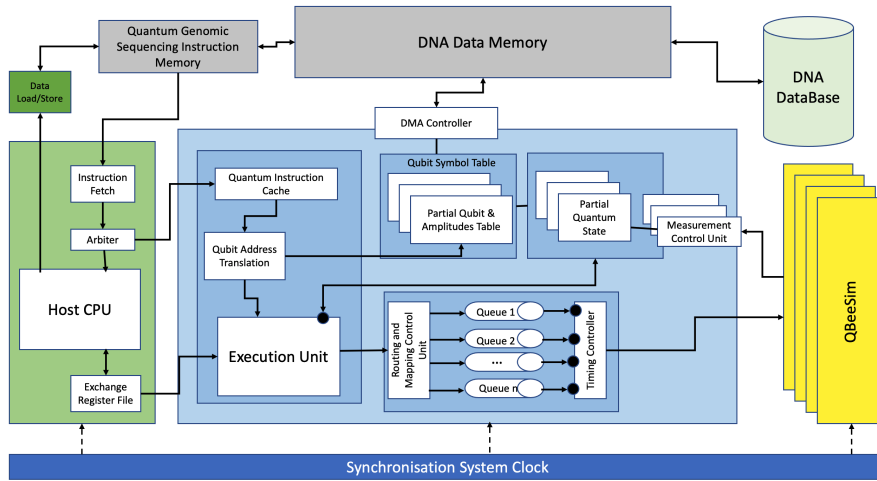 Quantum Genomic
Sequencing Instruction
Memory
DNA Data Memory
DNA
DataBase
Data
Load/Store
DMA Controller
Instruction
Fetch
Arbiter
Host CPU
Exchange
Register File
Quantum Instruction
Cache
Qubit Address
Translation
Execution Unit
Qubit Symbol Table
Partial Qubit &
Amplitudes Table
Partial
Quantum
State
Measurement
Control Unit
Routing and
Mapping Control
Unit
Queue 1
Queue 2
...
Queue n
Timing Controller
QBeeSim
Synchronisation System Clock